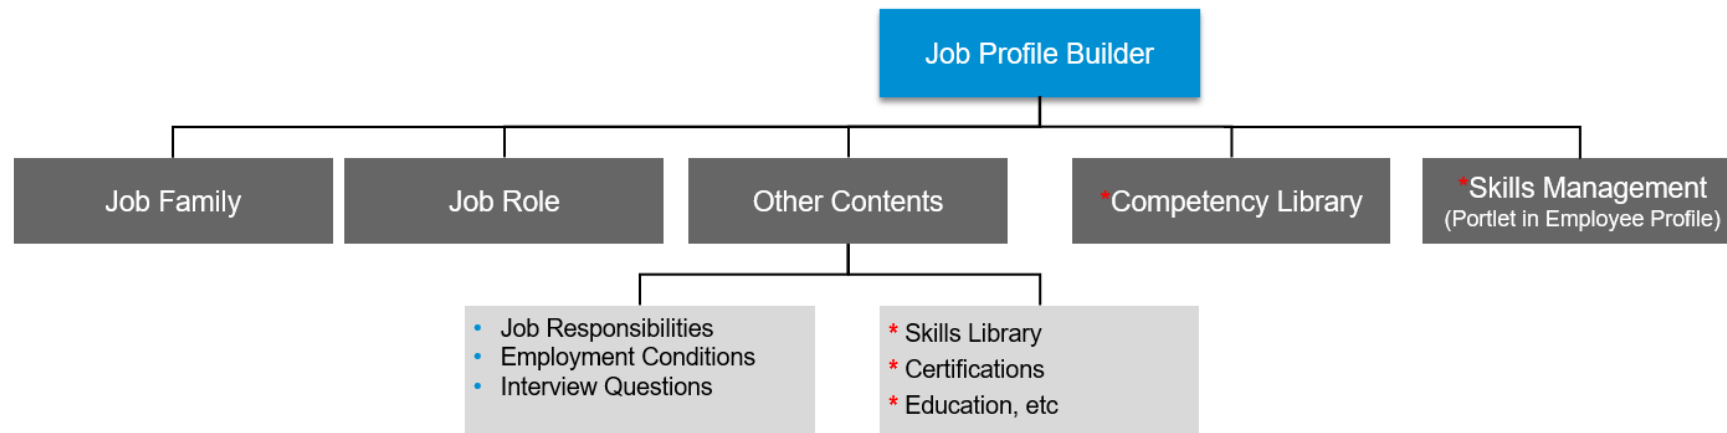 Job Profile Builder
Job Family
Job Role
Other Contents
*Competency Library
*Skills Management
(Portlet in Employee Profile)
• Job Responsibilities
• Employment Conditions
• Interview Questions
* Skills Library
* Certifications
* Education, etc